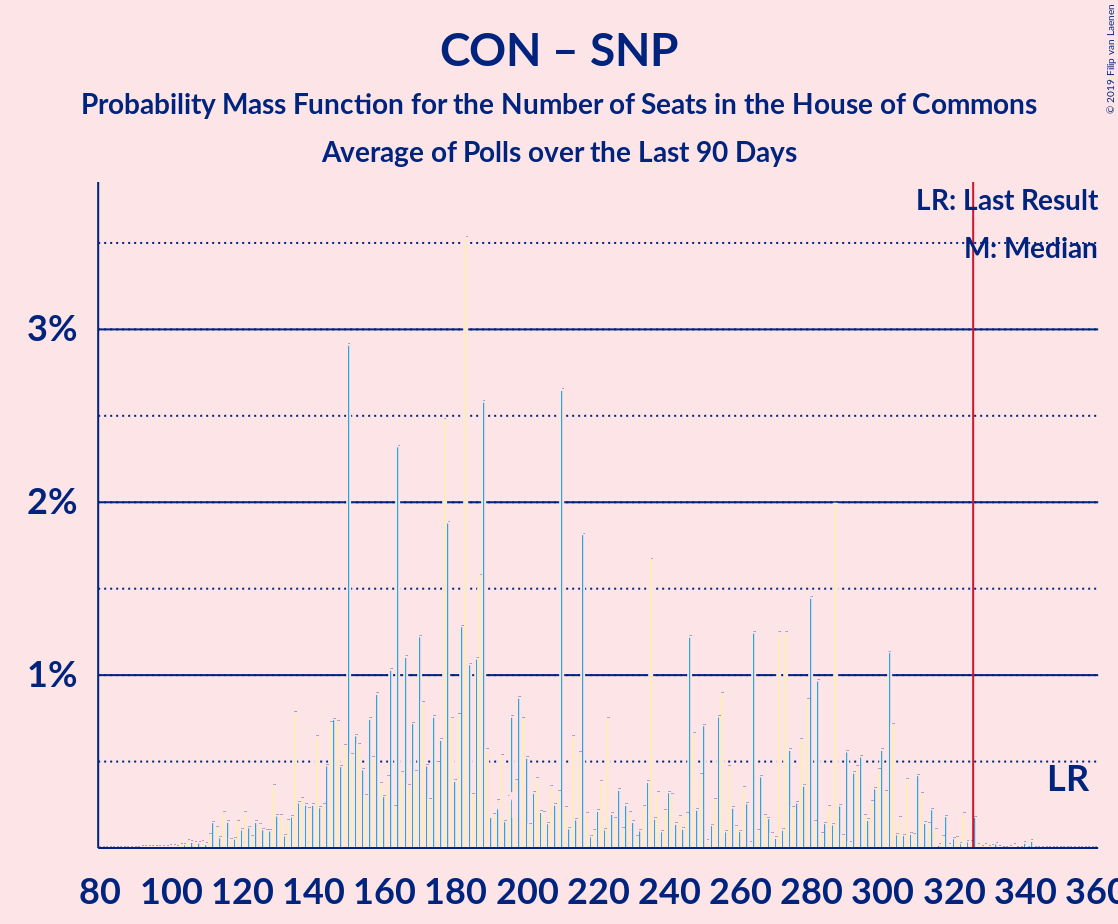 CON – SNP
Probability Mass Function for the Number of Seats in the House of Commons
Average of Polls over the Last 90 Days
© 2019 Filip van Laenen
LR: Last Result
M: Median
3%
2%
1%
LR
80 100 120 140 160 180 200 220 240 260 280 300 320 340 360